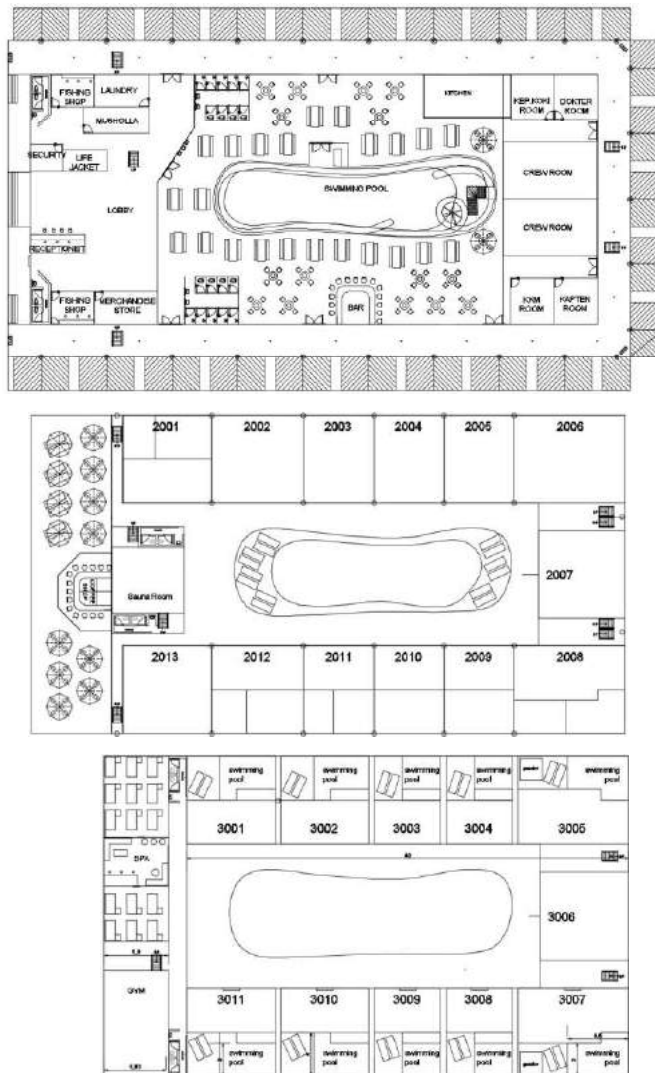 FISHING
SHOP
LAUNDRY
MUSHOLLA
KITCHEN
KEP.KOKI
ROOM
DOKTER
ROOM
SECURITY
LIFE
JACKET
LOBBY
SWIMMING POOL
CREW ROOM
CREW ROOM
RECEPTIONIST
FISHING
SHOP
MERCHANDISE
STORE
BAR
KKM
ROOM
KAPTEN
ROOM
2001
2002
2003
2004
2005
2006
Sauna Room
2007
2013
2012
2011
2010
2009
2008
swimming
pool
swimming
pool
swimming
pool
swimming
pool
swimming
pool
3001
3002
3003
3004
3005
SPA
3006
GYM
3011
3010
3009
3008
3007
swimming
pool
swimming
pool
swimming
pool
swimming
pool
swimming
pool